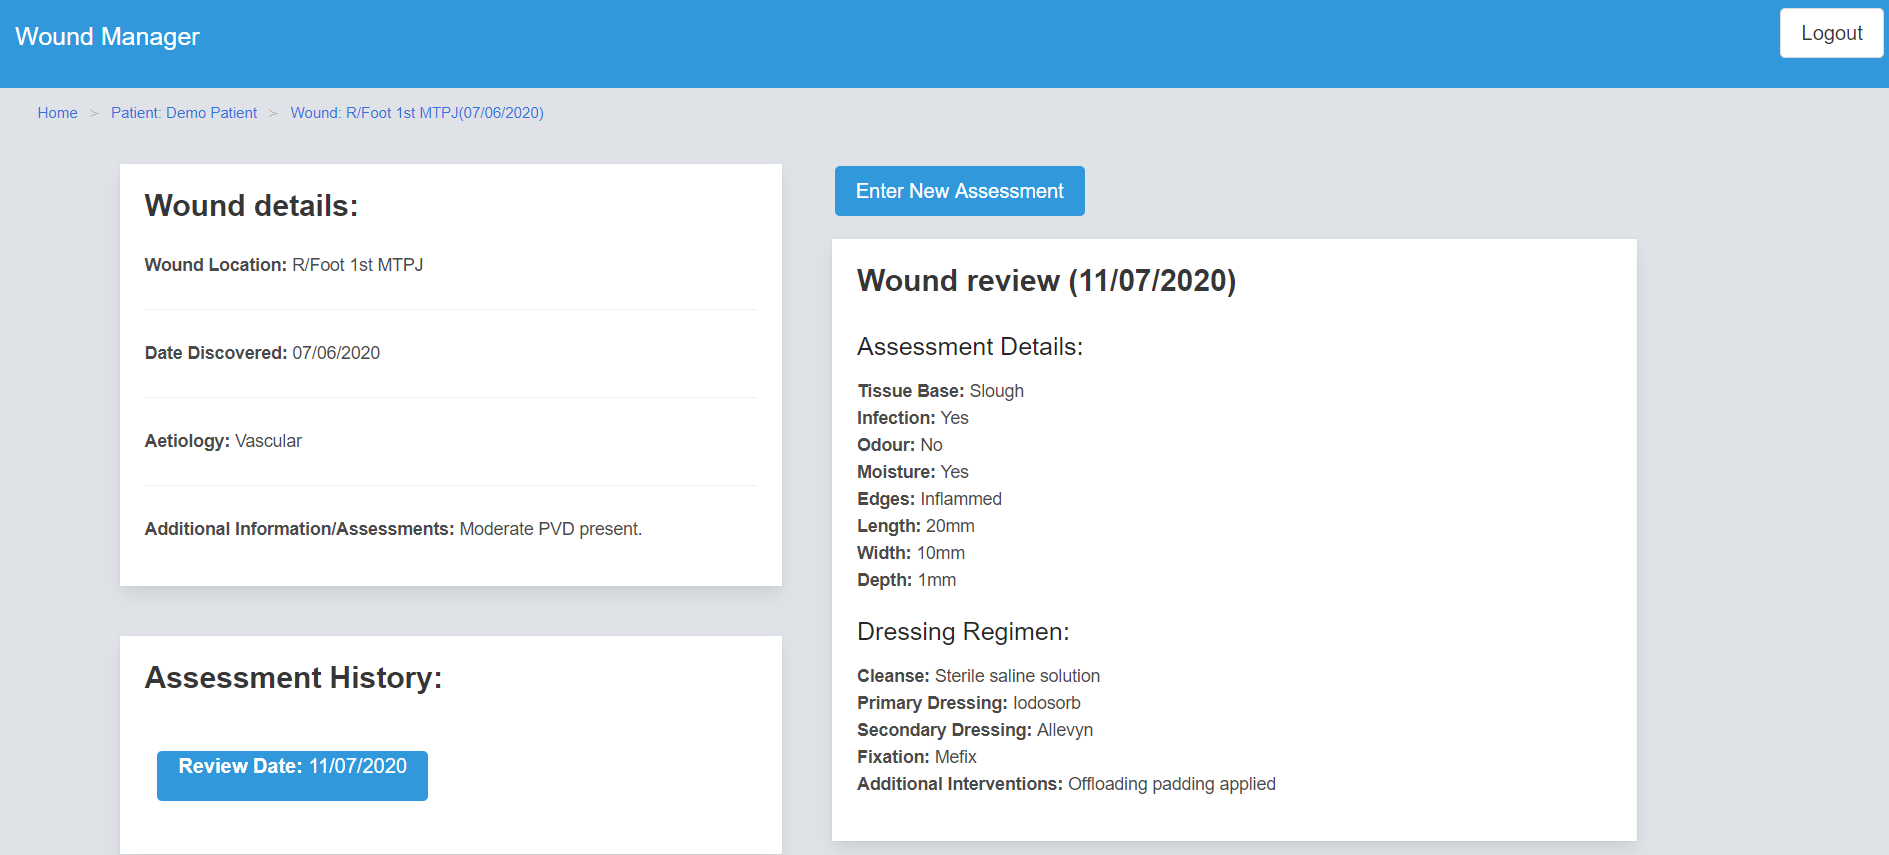 Wound Manager
Logout
Home > Patient: Demo Patient > Wound: R/Foot 1st MTPJ(07/06/2020)
Wound details:
Wound Location: R/Foot 1st MTPJ
Date Discovered: 07/06/2020
Aetiology: Vascular
Additional Information/Assessments: Moderate PVD present.
Assessment History:
Review Date: 11/07/2020
Enter New Assessment
Wound review (11/07/2020)
Assessment Details:
Tissue Base: Slough
Infection: Yes
Odour: No
Moisture: Yes
Edges: Inflammed
Length: 20mm
Width: 10mm
Depth: 1mm
Dressing Regimen:
Cleanse: Sterile saline solution
Primary Dressing: Iodosorb
Secondary Dressing: Allevyn
Fixation: Mefix
Additional Interventions: Offloading padding applied